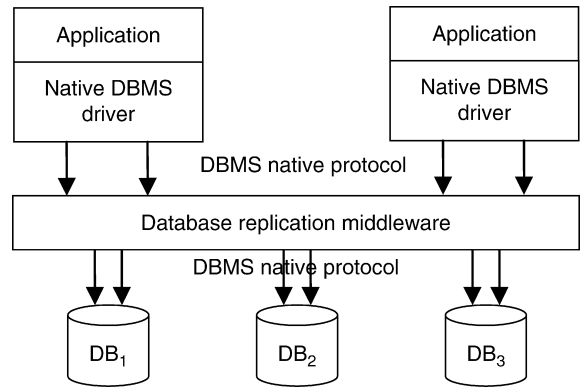 Application
Native DBMS
driver
Application
Native DBMS
driver
DBMS native protocol
Database replication middleware
DBMS native protocol
DB1
DB2
DB3